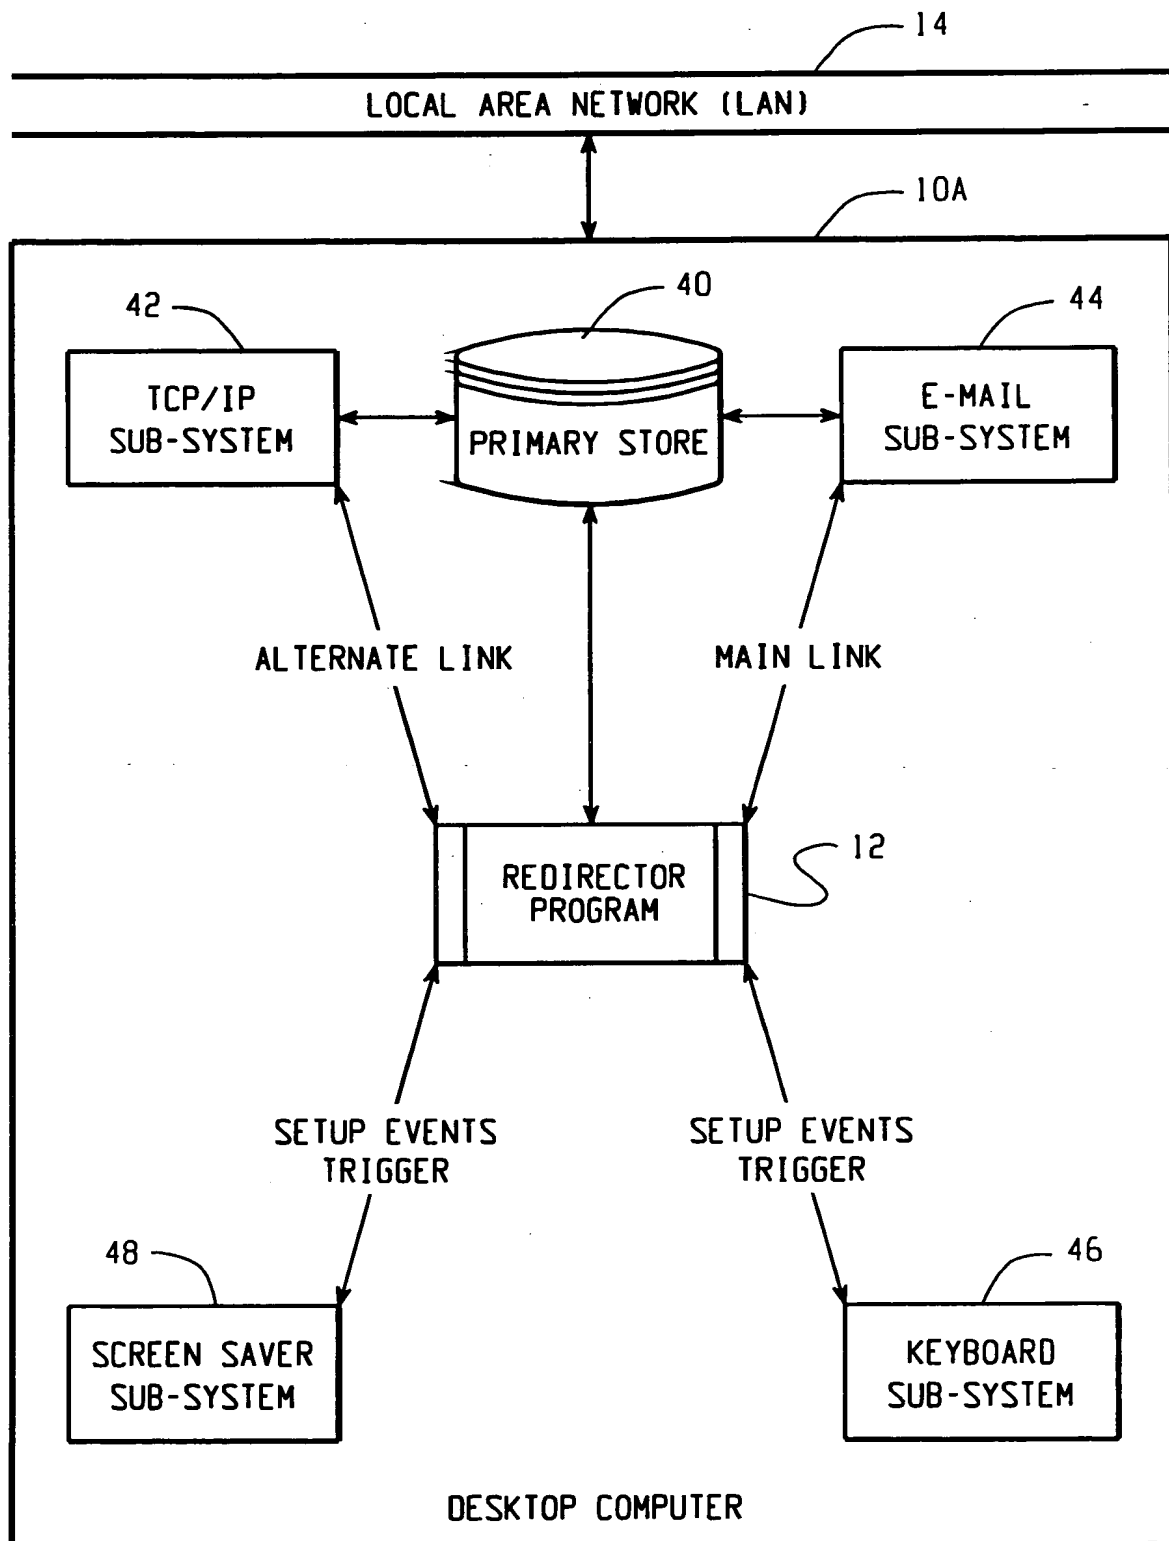 14
LOCAL AREA NETWORK (LAN)
10A
42
40
44
TCP/IP
SUB-SYSTEM
PRIMARY STORE
E-MAIL
SUB-SYSTEM
ALTERNATE LINK
MAIN LINK
12
REDIRECTOR
PROGRAM
SETUP EVENTS
TRIGGER
SETUP EVENTS
TRIGGER
48
46
SCREEN SAVER
SUB-SYSTEM
KEYBOARD
SUB-SYSTEM
DESKTOP COMPUTER